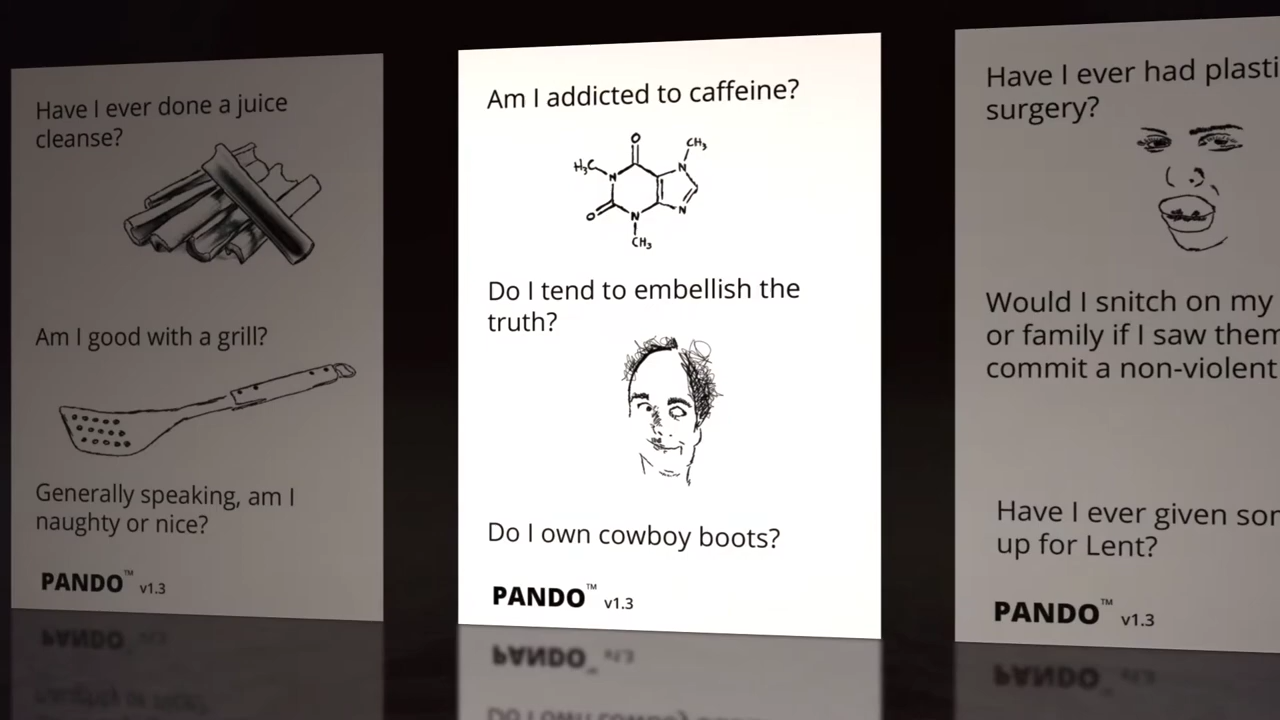 Have I ever done a juice
cleanse?
Am I good with a grill?
Generally speaking, am I
naughty or nice?
PANDO™ v1.3
Am I addicted to caffeine?
O
CH₃
H₃C
N
N
O
N
N
CH₃
Do I tend to embellish the
truth?
Do I own cowboy boots?
PANDO™ v1.3
Have I ever had plasti
surgery?
Would I snitch on my
or family if I saw them
commit a non-violent
Have I ever given
up for Lent?
PANDO™ v1.3